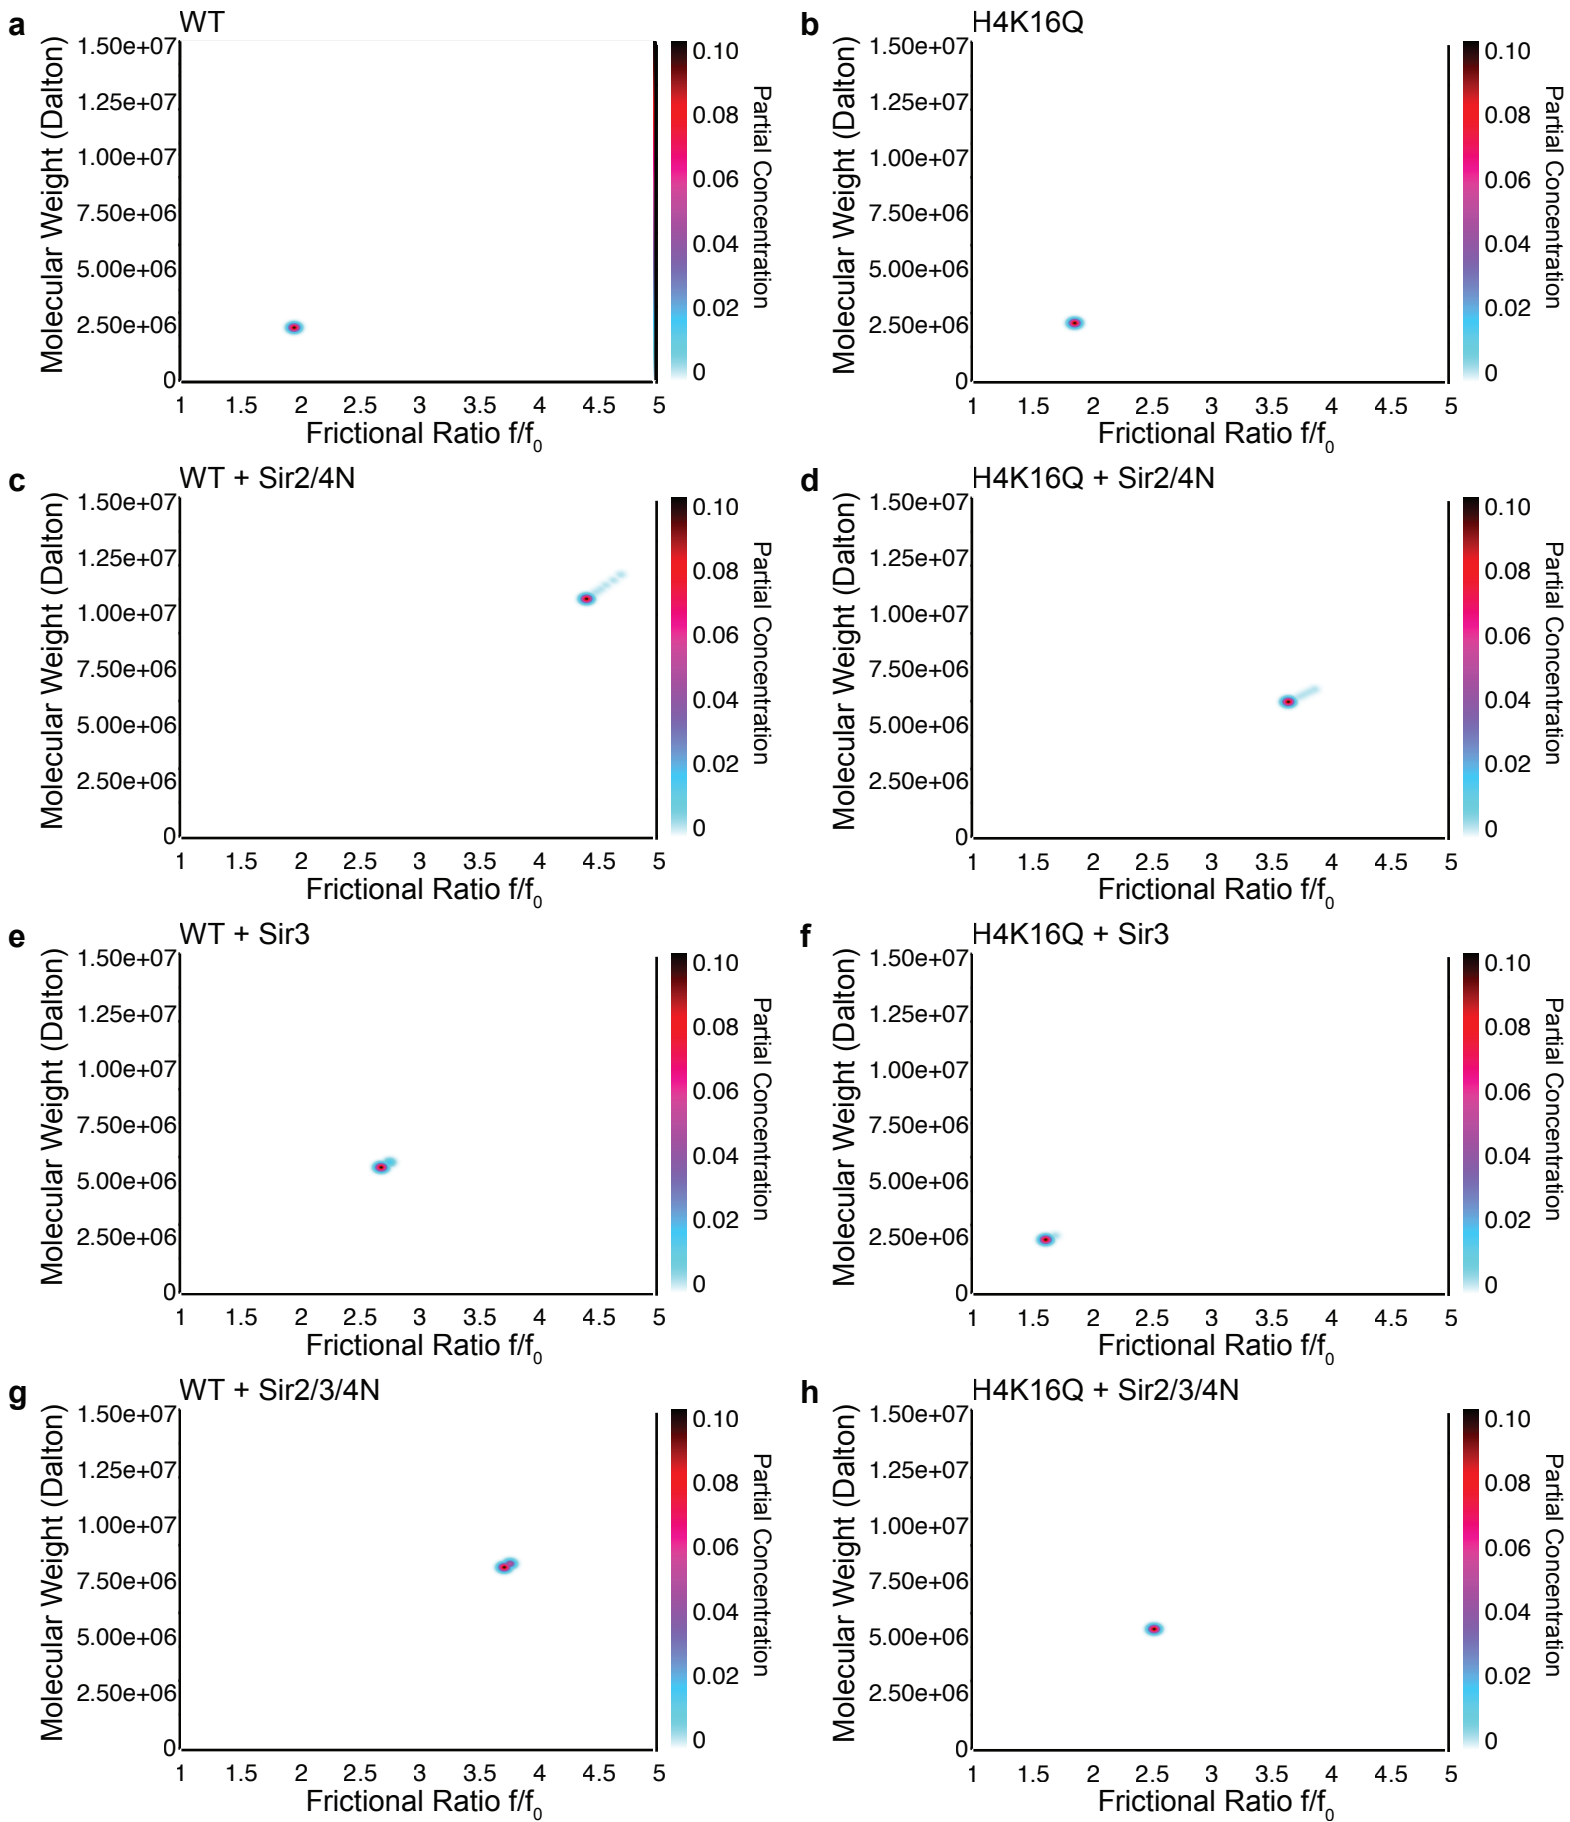 a WT
Molecular Weight (Dalton)
1.50e+07
1.25e+07
1.00e+07
7.50e+06
5.00e+06
2.50e+06
0
1 1.5 2 2.5 3 3.5 4 4.5 5
Frictional Ratio f/f0
0.10
0.08
0.06
0.04
0.02
0
Partial Concentration
b H4K16Q
Molecular Weight (Dalton)
1.50e+07
1.25e+07
1.00e+07
7.50e+06
5.00e+06
2.50e+06
0
1 1.5 2 2.5 3 3.5 4 4.5 5
Frictional Ratio f/f0
0.10
0.08
0.06
0.04
0.02
0
Partial Concentration
c WT + Sir2/4N
Molecular Weight (Dalton)
1.50e+07
1.25e+07
1.00e+07
7.50e+06
5.00e+06
2.50e+06
0
1 1.5 2 2.5 3 3.5 4 4.5 5
Frictional Ratio f/f0
0.10
0.08
0.06
0.04
0.02
0
Partial Concentration
d H4K16Q + Sir2/4N
Molecular Weight (Dalton)
1.50e+07
1.25e+07
1.00e+07
7.50e+06
5.00e+06
2.50e+06
0
1 1.5 2 2.5 3 3.5 4 4.5 5
Frictional Ratio f/f0
0.10
0.08
0.06
0.04
0.02
0
Partial Concentration
e WT + Sir3
Molecular Weight (Dalton)
1.50e+07
1.25e+07
1.00e+07
7.50e+06
5.00e+06
2.50e+06
0
1 1.5 2 2.5 3 3.5 4 4.5 5
Frictional Ratio f/f0
0.10
0.08
0.06
0.04
0.02
0
Partial Concentration
f H4K16Q + Sir3
Molecular Weight (Dalton)
1.50e+07
1.25e+07
1.00e+07
7.50e+06
5.00e+06
2.50e+06
0
1 1.5 2 2.5 3 3.5 4 4.5 5
Frictional Ratio f/f0
0.10
0.08
0.06
0.04
0.02
0
Partial Concentration
g WT + Sir2/3/4N
Molecular Weight (Dalton)
1.50e+07
1.25e+07
1.00e+07
7.50e+06
5.00e+06
2.50e+06
0
1 1.5 2 2.5 3 3.5 4 4.5 5
Frictional Ratio f/f0
0.10
0.08
0.06
0.04
0.02
0
Partial Concentration
h H4K16Q + Sir2/3/4N
Molecular Weight (Dalton)
1.50e+07
1.25e+07
1.00e+07
7.50e+06
5.00e+06
2.50e+06
0
1 1.5 2 2.5 3 3.5 4 4.5 5
Frictional Ratio f/f0
0.10
0.08
0.06
0.04
0.02
0
Partial Concentration